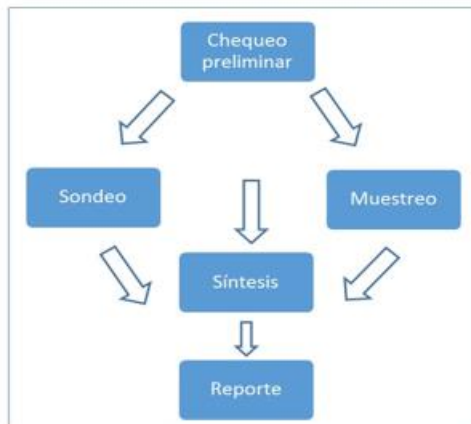 Chequeo
preliminar
Sondeo
Muestreo
Síntesis
Reporte